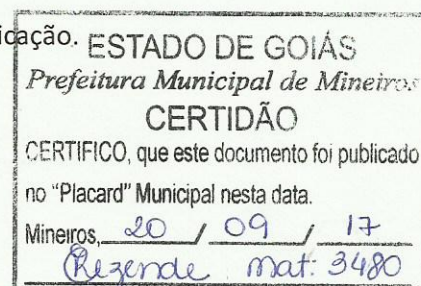 icação.
ESTADO DE GOIÁS
Prefeitura Municipal de Mineiros
CERTIDÃO
CERTIFICO, que este documento foi publicado
no "Placard" Municipal nesta data.
Mineiros, 20 / 09 / 17
Rezende mat: 3480